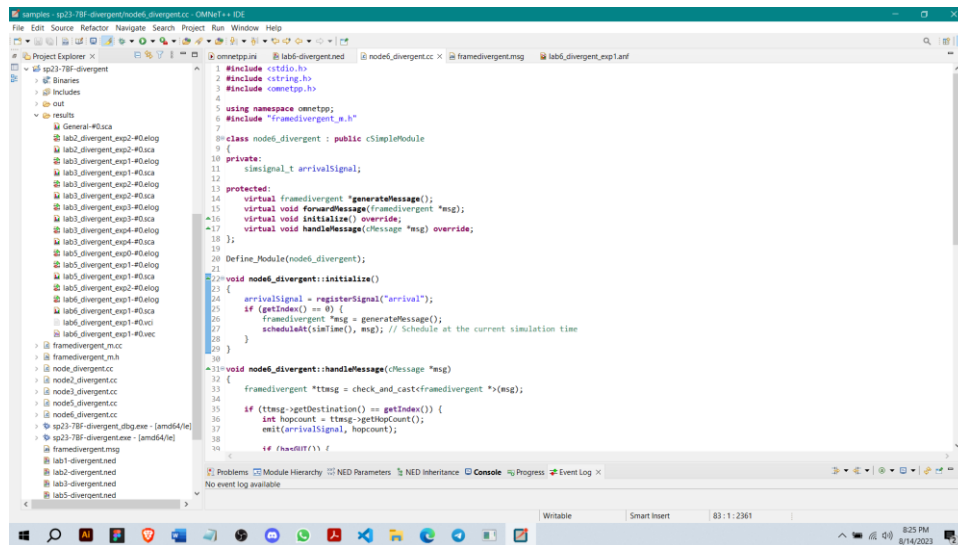 samples - sp23-7BF-divergent/node6_divergent.cc - OMNeT++ IDE
File Edit Source Refactor Navigate Search Project Run Window Help
Project Explorer
sp23-7BF-divergent
Binaries
Includes
out
results
General-#0.sca
lab2_divergent_exp2-#0.elog
lab2_divergent_exp2-#0.sca
lab3_divergent_exp1-#0.elog
lab3_divergent_exp1-#0.sca
lab3_divergent_exp2-#0.elog
lab3_divergent_exp2-#0.sca
lab3_divergent_exp3-#0.elog
lab3_divergent_exp3-#0.sca
lab3_divergent_exp4-#0.elog
lab3_divergent_exp4-#0.sca
lab5_divergent_exp0-#0.elog
lab5_divergent_exp1-#0.elog
lab5_divergent_exp1-#0.sca
lab5_divergent_exp2-#0.elog
lab6_divergent_exp1-#0.elog
lab6_divergent_exp1-#0.sca
lab6_divergent_exp1-#0.vci
lab6_divergent_exp1-#0.vec
framedivergent_m.cc
framedivergent_m.h
node_divergent.cc
node2_divergent.cc
node3_divergent.cc
node5_divergent.cc
node6_divergent.cc
sp23-7BF-divergent_dbg.exe - [amd64/le]
sp23-7BF-divergent.exe - [amd64/le]
framedivergent.msg
lab1-divergent.ned
lab2-divergent.ned
lab3-divergent.ned
lab5-divergent.ned
omnetpp.ini lab6-divergent.ned node6_divergent.cc framedivergent.msg lab6_divergent_exp1.anf
1 #include <stdio.h>
2 #include <string.h>
3 #include <omnetpp.h>
4
5 using namespace omnetpp;
6 #include "framedivergent_m.h"
7
8 class node6_divergent : public cSimpleModule
9 {
10 private:
11 simsignal_t arrivalSignal;
12
13 protected:
14 virtual framedivergent *generateMessage();
15 virtual void forwardMessage(framedivergent *msg);
16 virtual void initialize() override;
17 virtual void handleMessage(cMessage *msg) override;
18 };
19
20 Define_Module(node6_divergent);
21
22 void node6_divergent::initialize()
23 {
24 arrivalSignal = registerSignal("arrival");
25 if (getIndex() == 0) {
26 framedivergent *msg = generateMessage();
27 scheduleAt(simTime(), msg); // Schedule at the current simulation time
28 }
29 }
30
31 void node6_divergent::handleMessage(cMessage *msg)
32 {
33 framedivergent *ttmsg = check_and_cast<framedivergent *>(msg);
34
35 if (ttmsg->getDestination() == getIndex()) {
36 int hopcount = ttmsg->getHopCount();
37 emit(arrivalSignal, hopcount);
38
39 if (hasGUI()) {
Problems Module Hierarchy NED Parameters NED Inheritance Console Progress Event Log
No event log available
Writable Smart Insert 83 : 1 : 2361
Ai
8:25 PM
8/14/2023
2